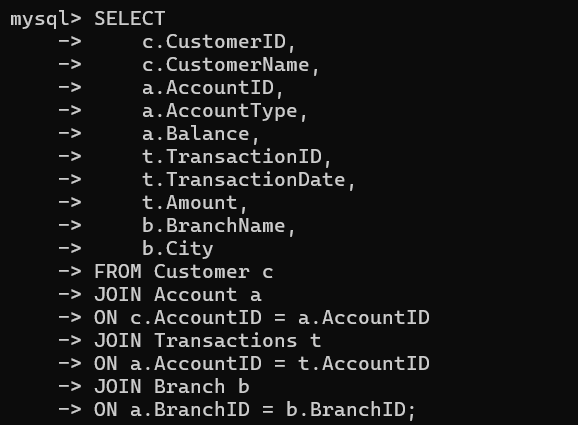 mysql> SELECT
    ->     c.CustomerID,
    ->     c.CustomerName,
    ->     a.AccountID,
    ->     a.AccountType,
    ->     a.Balance,
    ->     t.TransactionID,
    ->     t.TransactionDate,
    ->     t.Amount,
    ->     b.BranchName,
    ->     b.City
    -> FROM Customer c
    -> JOIN Account a
    -> ON c.AccountID = a.AccountID
    -> JOIN Transactions t
    -> ON a.AccountID = t.AccountID
    -> JOIN Branch b
    -> ON a.BranchID = b.BranchID;